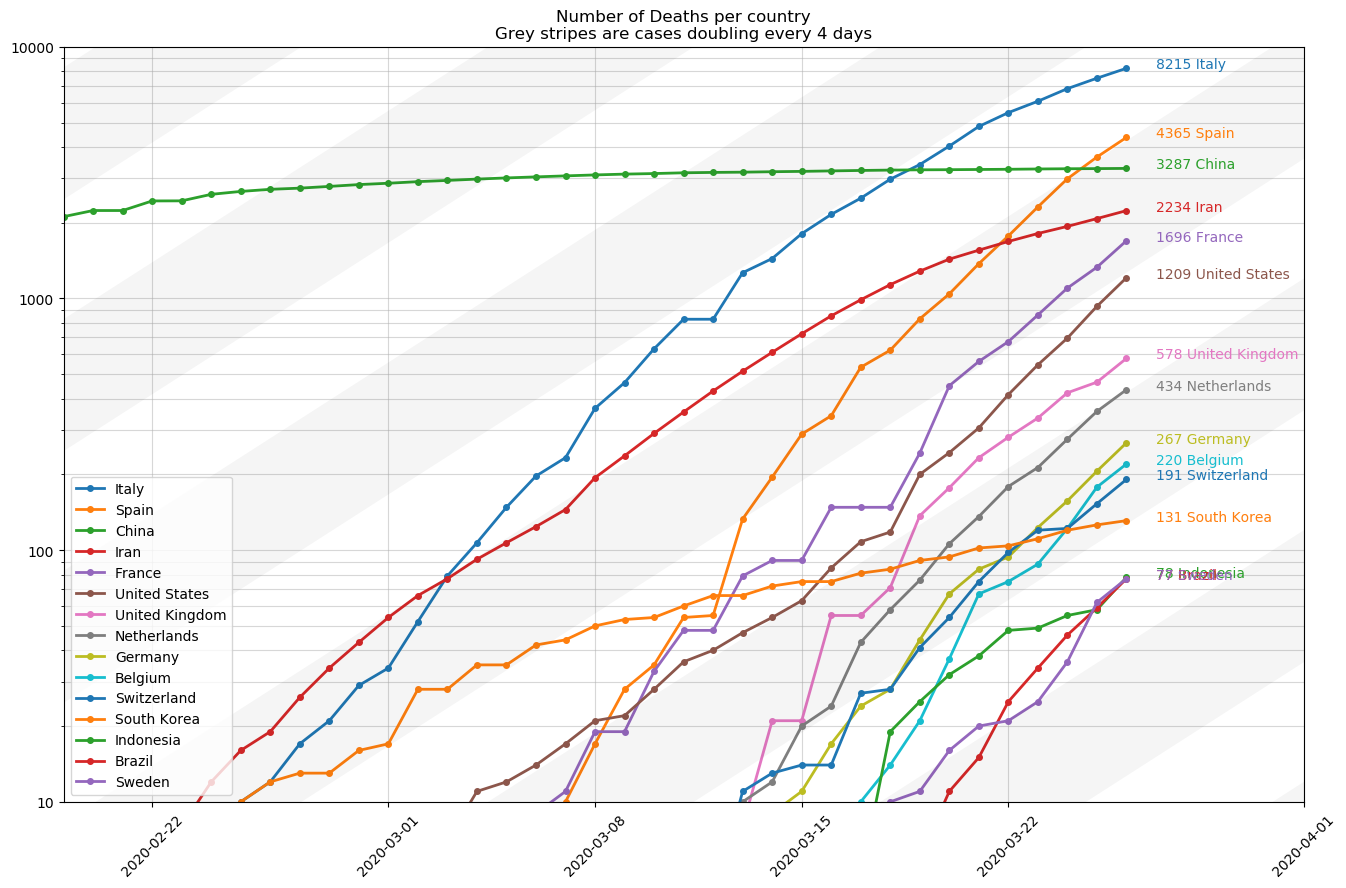 Number of Deaths per country
Grey stripes are cases doubling every 4 days
10000
1000
100
10
8215 Italy
4365 Spain
3287 China
2234 Iran
1696 France
1209 United States
578 United Kingdom
434 Netherlands
267 Germany
220 Belgium
191 Switzerland
131 South Korea
78 Indonesia
Italy
Spain
China
Iran
France
United States
United Kingdom
Netherlands
Germany
Belgium
Switzerland
South Korea
Indonesia
Brazil
Sweden
2020-02-22
2020-03-01
2020-03-08
2020-03-15
2020-03-22
2020-04-01